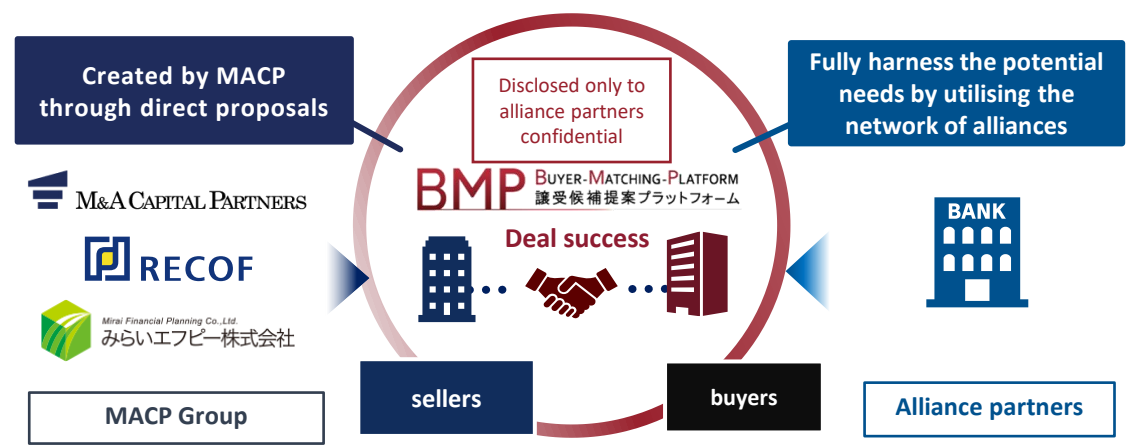 Created by MACP
through direct proposals
Disclosed only to
alliance partners
confidential
Fully harness the potential
needs by utilising the
network of alliances
M&A CAPITAL PARTNERS
RECOF
Mirai Financial Planning Co.,Ltd.
みらいエフピー株式会社
MACP Group
BMP BUYER-MATCHING-PLATFORM
譲受候補提案プラットフォーム
Deal success
sellers
buyers
BANK
Alliance partners